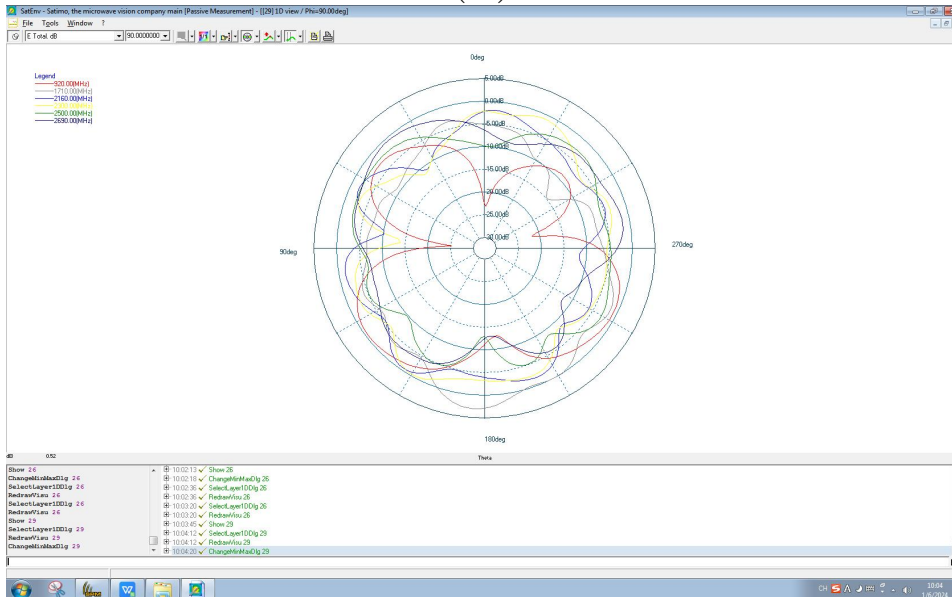 SatEnv - Satimo, the microwave vision company main [Passive Measurement] - [[29] 1D view / Phi=90.00deg]
File Tools Window ?
E Total dB 90.0000000
0deg
Legend
920.00(MHz)
1710.00(MHz)
2160.00(MHz)
2500.00(MHz)
2690.00(MHz)
5.00dB
0.00dB
-5.00dB
-10.00dB
-15.00dB
-20.00dB
-25.00dB
-30.00dB
90deg
270deg
180deg
dB 0.52 Theta
Show 26
ChangeMinMaxDlg 26
SelectLayer1DDlg 26
RedrawVisu 26
SelectLayer1DDlg 26
RedrawVisu 26
Show 29
SelectLayer1DDlg 29
RedrawVisu 29
ChangeMinMaxDlg 29
10:02:13 Show 26
10:02:18 ChangeMinMaxDlg 26
10:02:36 SelectLayer1DDlg 26
10:02:36 RedrawVisu 26
10:03:20 SelectLayer1DDlg 26
10:03:20 RedrawVisu 26
10:03:45 Show 29
10:04:12 SelectLayer1DDlg 29
10:04:12 RedrawVisu 29
10:04:20 ChangeMinMaxDlg 29
CH
10:04
1/6/2024